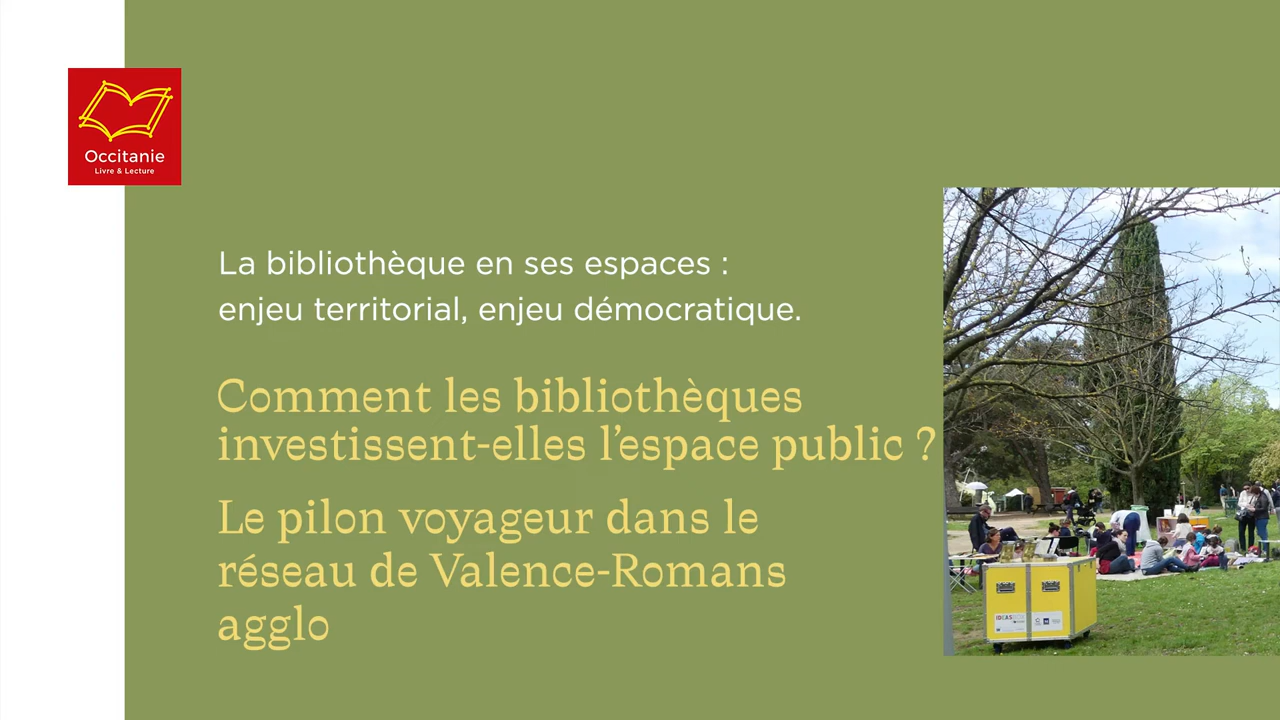 Occitanie
Livre & Lecture
La bibliothèque en ses espaces :
enjeu territorial, enjeu démocratique.
Comment les bibliothèques
investissent-elles l’espace public ?
Le pilon voyageur dans le
réseau de Valence-Romans
agglo
IDEAS